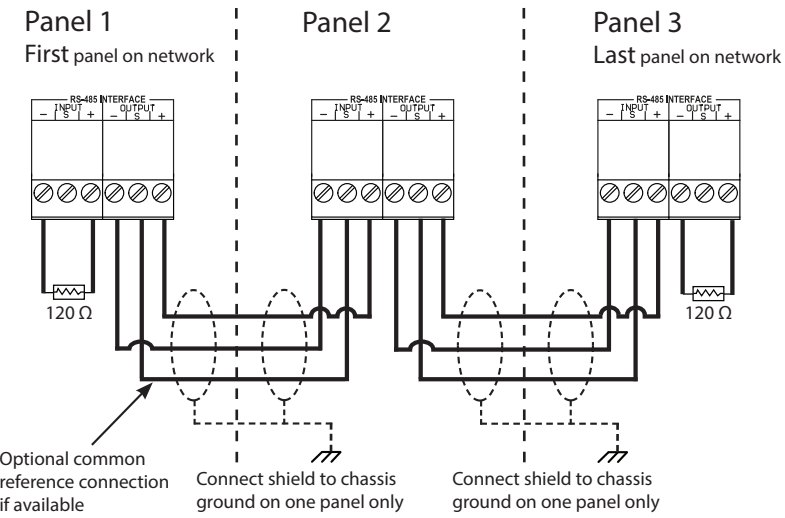 Panel 1
First panel on network
Panel 2
Panel 3
Last panel on network
RS-485 INTERFACE
INPUT OUTPUT
− S + − S +
RS-485 INTERFACE
INPUT OUTPUT
− S + − S +
RS-485 INTERFACE
INPUT OUTPUT
− S + − S +
120 Ω
120 Ω
Optional common
reference connection
if available
Connect shield to chassis
ground on one panel only
Connect shield to chassis
ground on one panel only